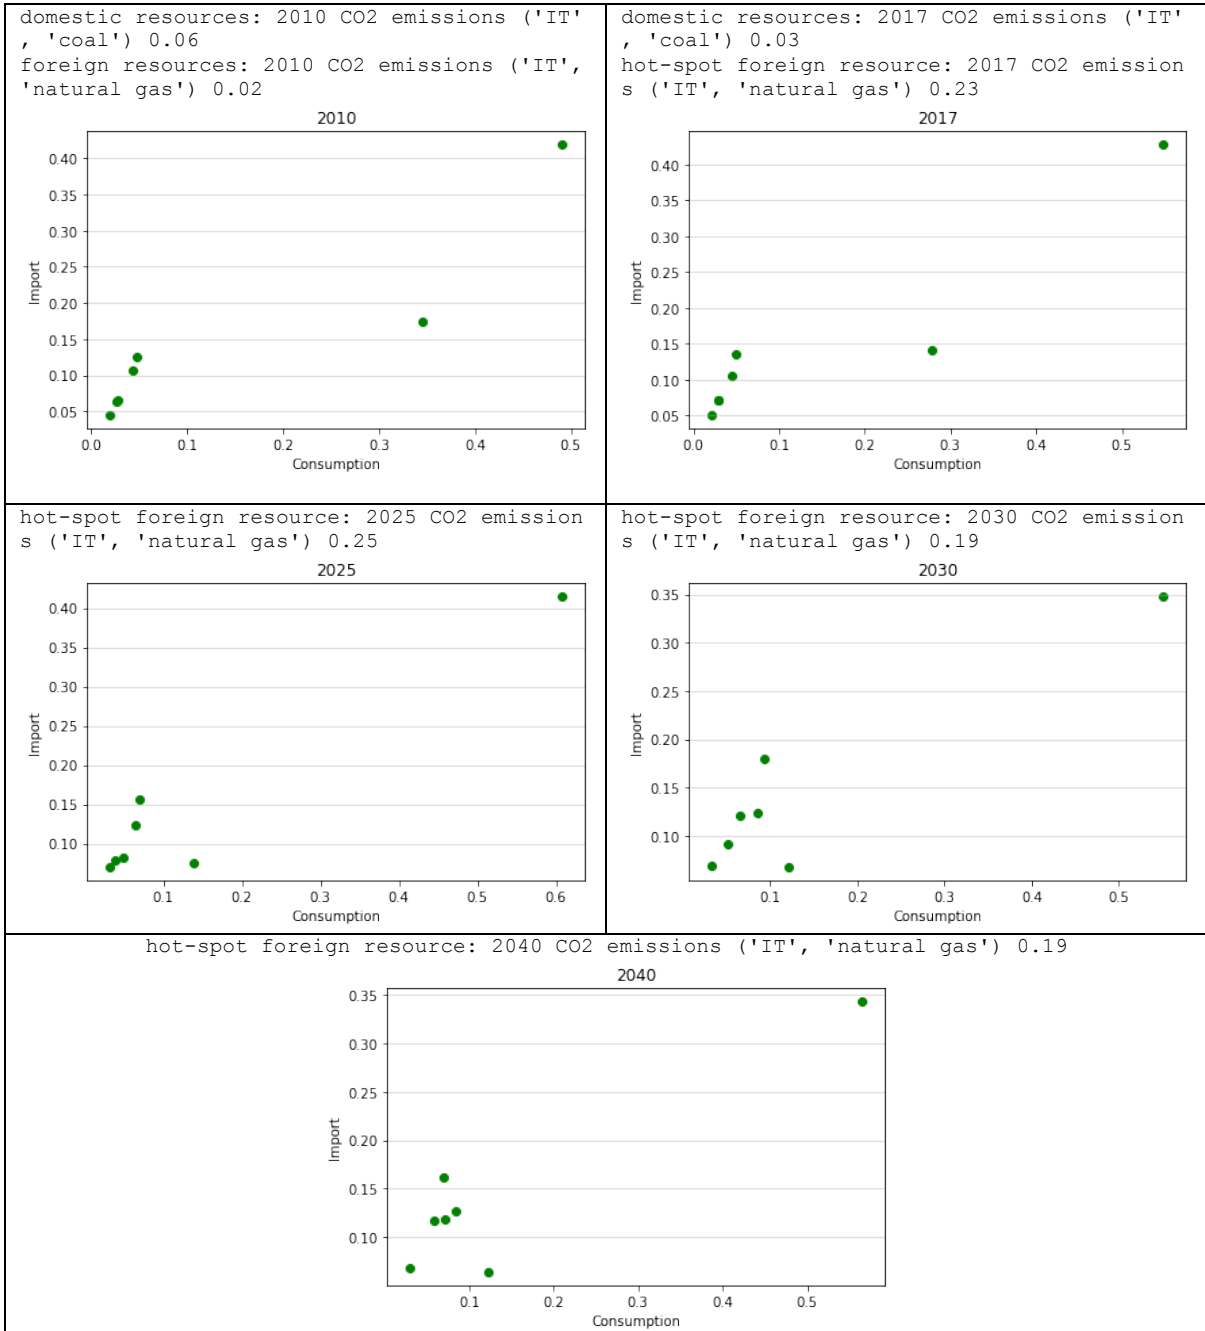 domestic resources: 2010 CO2 emissions ('IT'
, 'coal') 0.06
foreign resources: 2010 CO2 emissions ('IT',
'natural gas') 0.02
2010
0.40
0.35
0.30
0.25
0.20
0.15
0.10
0.05
Import
0.0 0.1 0.2 0.3 0.4 0.5
Consumption
domestic resources: 2017 CO2 emissions ('IT'
, 'coal') 0.03
hot-spot foreign resource: 2017 CO2 emission
s ('IT', 'natural gas') 0.23
2017
0.40
0.35
0.30
0.25
0.20
0.15
0.10
0.05
Import
0.0 0.1 0.2 0.3 0.4 0.5
Consumption
hot-spot foreign resource: 2025 CO2 emission
s ('IT', 'natural gas') 0.25
2025
0.40
0.35
0.30
0.25
0.20
0.15
0.10
Import
0.1 0.2 0.3 0.4 0.5 0.6
Consumption
hot-spot foreign resource: 2030 CO2 emission
s ('IT', 'natural gas') 0.19
2030
0.35
0.30
0.25
0.20
0.15
0.10
Import
0.1 0.2 0.3 0.4 0.5
Consumption
hot-spot foreign resource: 2040 CO2 emissions ('IT', 'natural gas') 0.19
2040
0.35
0.30
0.25
0.20
0.15
0.10
Import
0.1 0.2 0.3 0.4 0.5
Consumption